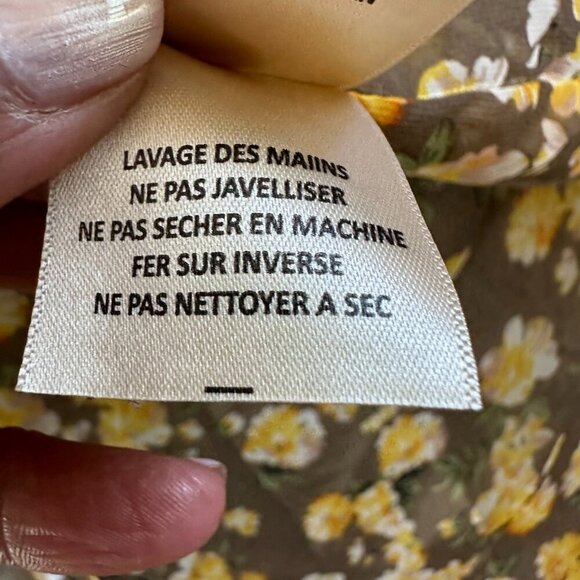 LAVAGE DES MAIINS
NE PAS JAVELLISER
NE PAS SECHER EN MACHINE
FER SUR INVERSE
NE PAS NETTOYER A SEC